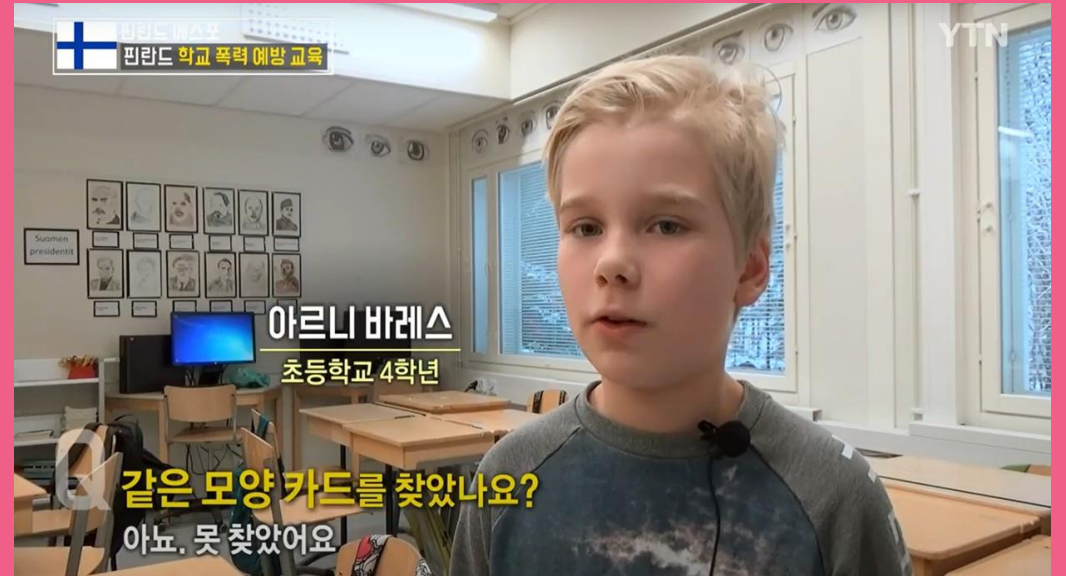 핀란드 에스포
핀란드 학교 폭력 예방 교육
YTN
Suomen
presidentit
아르니 바레스
초등학교 4학년
Q
같은 모양 카드를 찾았나요?
아뇨. 못 찾았어요